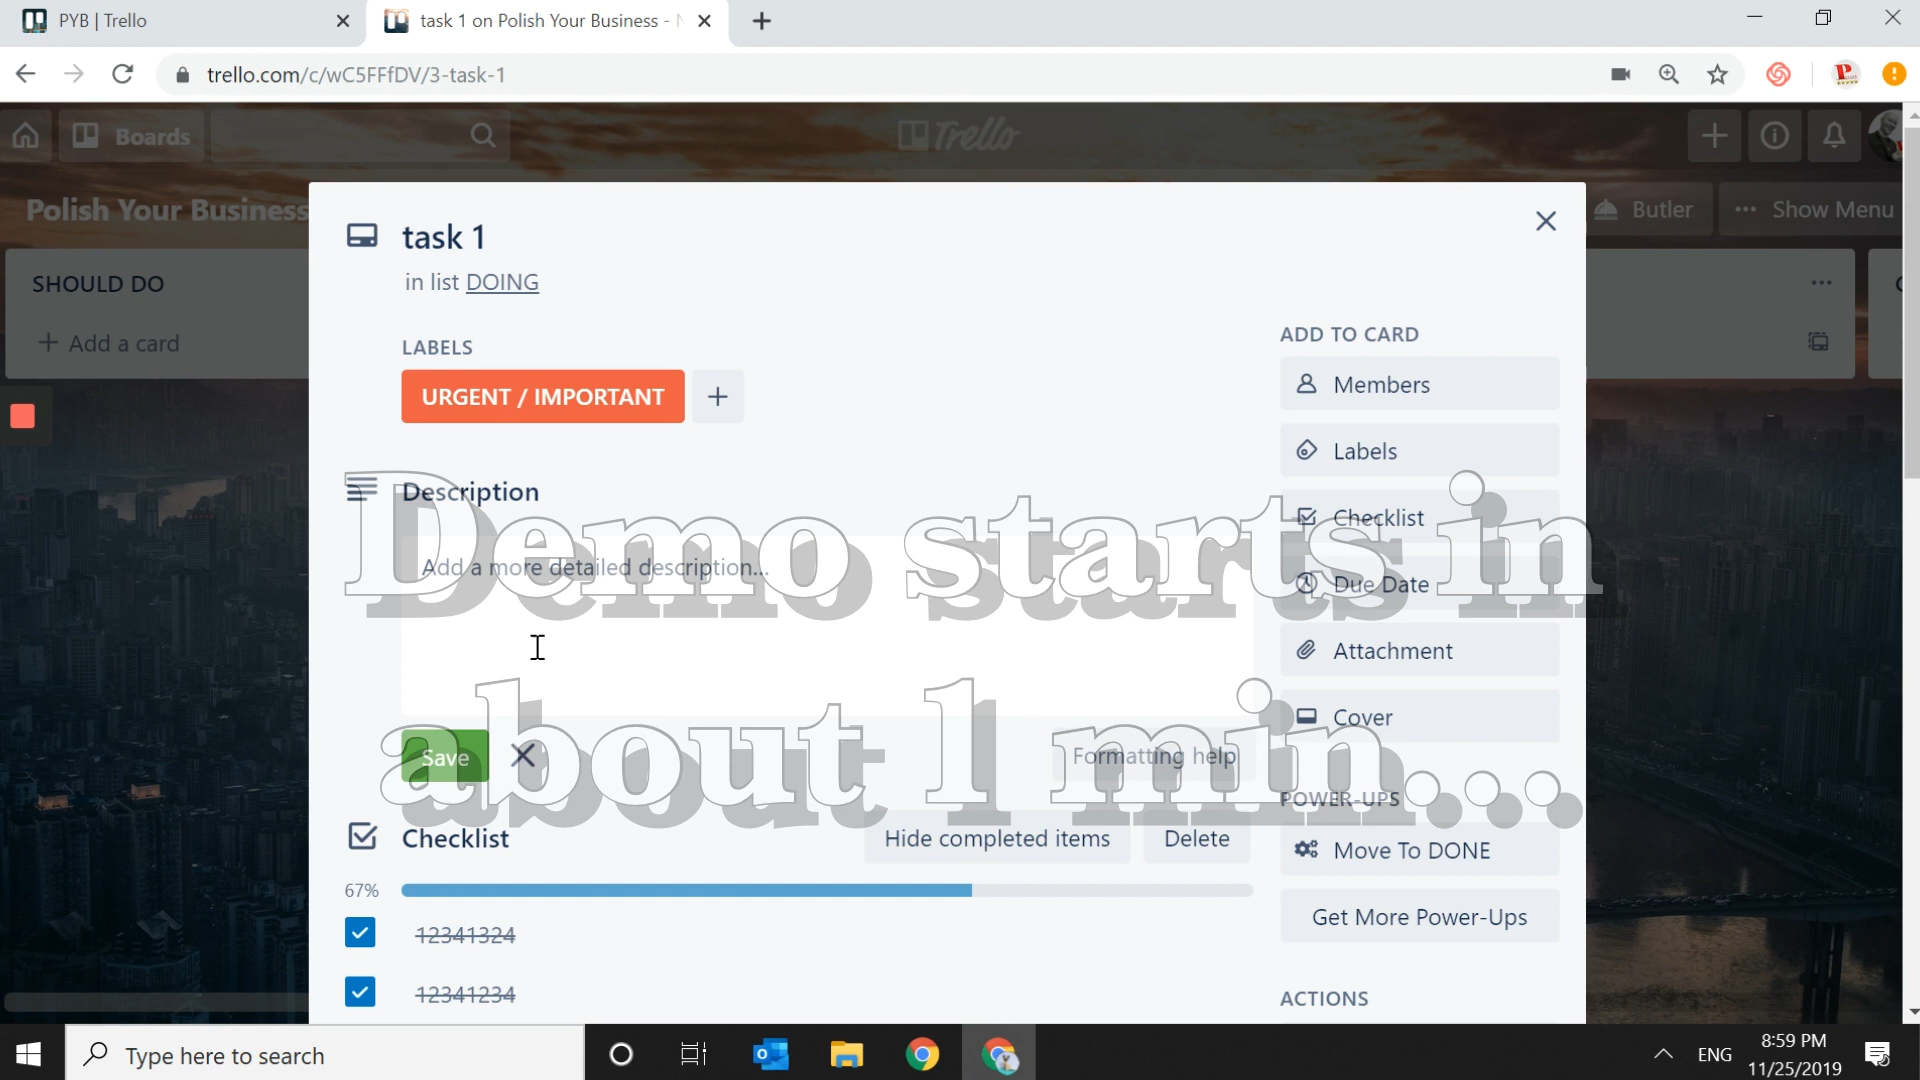 PYB | Trello
task 1 on Polish Your Business -
trello.com/c/wC5FFfDV/3-task-1
Boards
Trello
Polish Your Business
Butler
Show Menu
SHOULD DO
+ Add a card
task 1
in list DOING
LABELS
URGENT / IMPORTANT
ADD TO CARD
Members
Labels
Checklist
Due Date
Attachment
Cover
Description
Add a more detailed description...
Demo starts in
about 1 min...
Save
Formatting help
POWER-UPS
Move To DONE
Get More Power-Ups
ACTIONS
Checklist
Hide completed items
Delete
67%
12341324
12341234
Type here to search
ENG
8:59 PM
11/25/2019